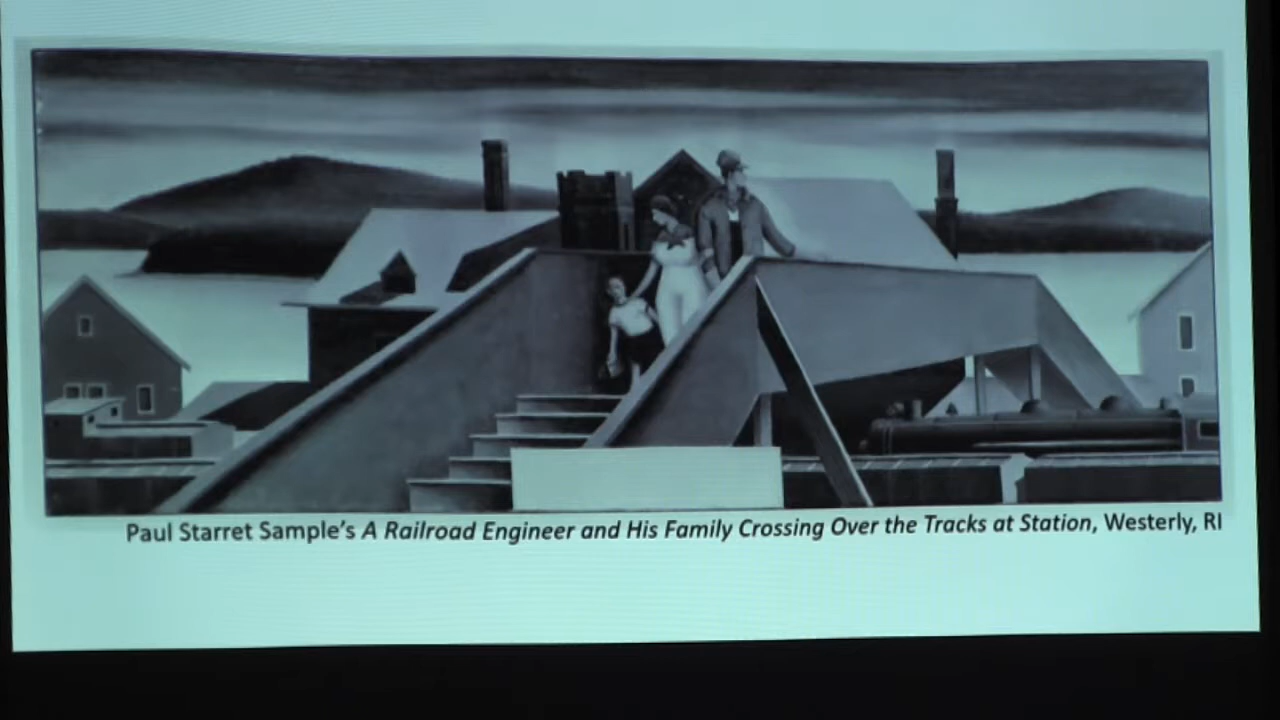 Paul Starret Sample's A Railroad Engineer and His Family Crossing Over the Tracks at Station, Westerly, RI